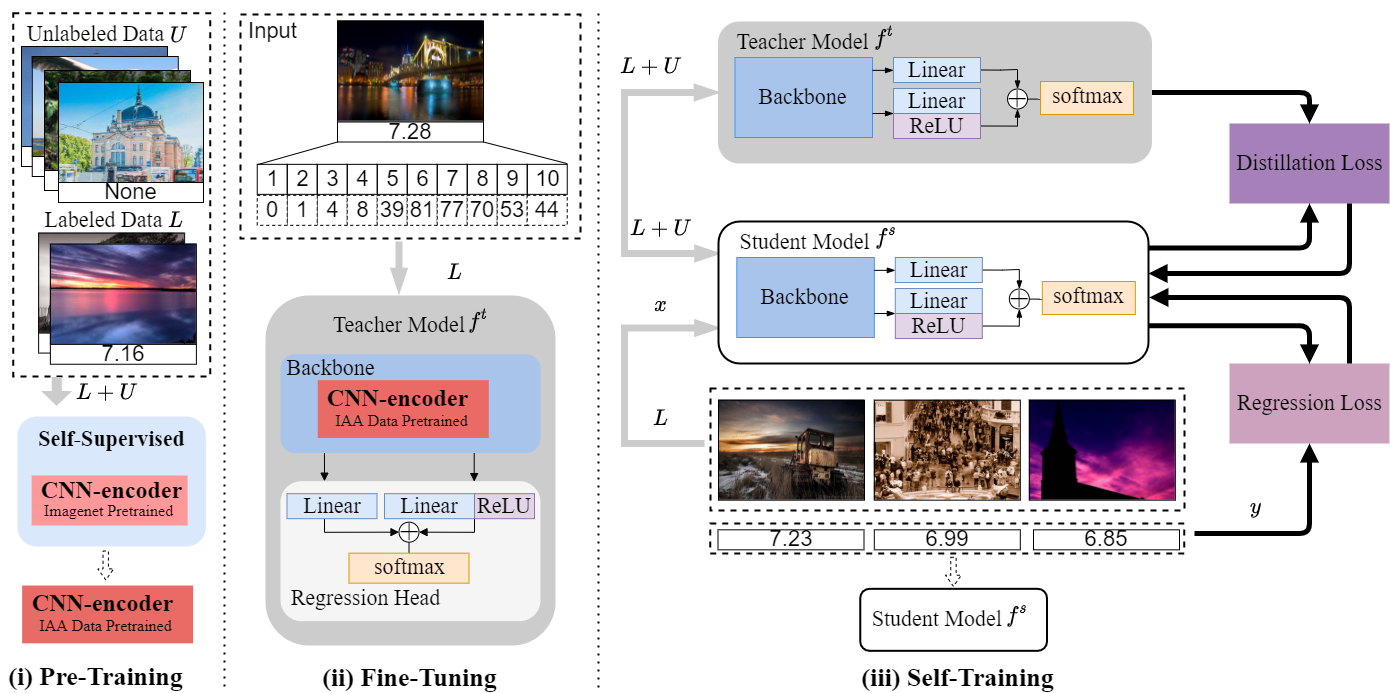 Unlabeled Data U
None
Labeled Data L
7.16
L + U
Self-Supervised
CNN-encoder
Imagenet Pretrained
CNN-encoder
IAA Data Pretrained
(i) Pre-Training
Input
7.28
1 2 3 4 5 6 7 8 9 10
0 1 4 8 39 81 77 70 53 44
L
Teacher Model f^t
Backbone
CNN-encoder
IAA Data Pretrained
Linear Linear ReLU
softmax
Regression Head
(ii) Fine-Tuning
L + U
Teacher Model f^t
Backbone
Linear
Linear
ReLU
softmax
Distillation Loss
L + U
Student Model f^s
Backbone
Linear
Linear
ReLU
softmax
x
Regression Loss
L
y
7.23 6.99 6.85
Student Model f^s
(iii) Self-Training